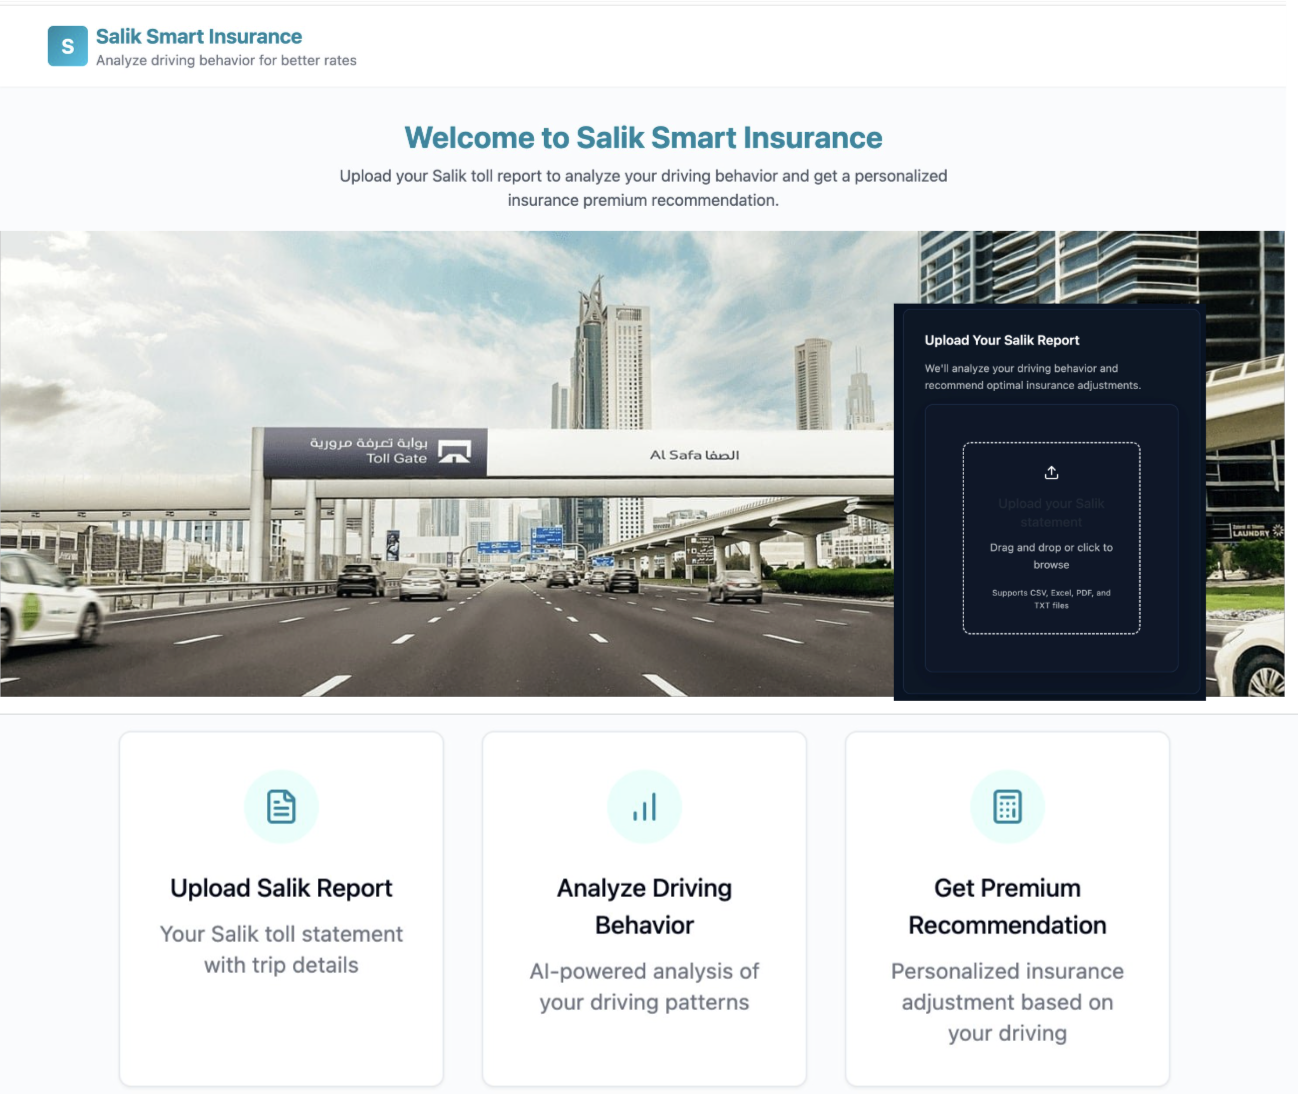 S
Salik Smart Insurance
Analyze driving behavior for better rates
Welcome to Salik Smart Insurance
Upload your Salik toll report to analyze your driving behavior and get a personalized
insurance premium recommendation.
بوابة تعرفة مرورية
Toll Gate
Al Safa الصفا
Upload Your Salik Report
We'll analyze your driving behavior and
recommend optimal insurance adjustments.
Upload your Salik
statement
Drag and drop or click to
browse
Supports CSV, Excel, PDF, and
TXT files
LAUNDRY
Upload Salik Report
Your Salik toll statement
with trip details
Analyze Driving
Behavior
AI-powered analysis of
your driving patterns
Get Premium
Recommendation
Personalized insurance
adjustment based on
your driving